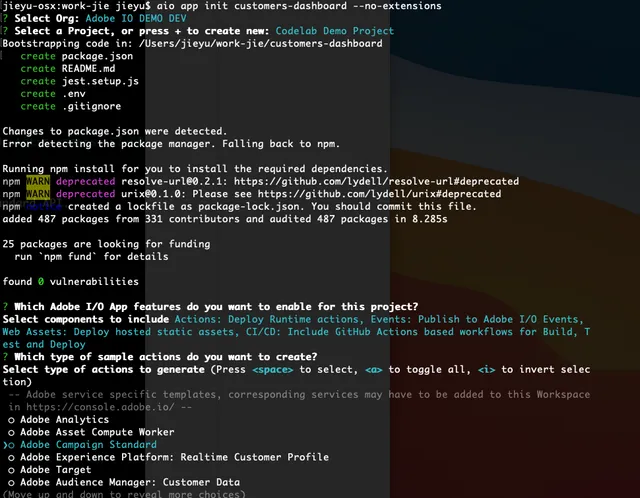 jieyu-osx:work-jie jieyu$ aio app init customers-dashboard --no-extensions
? Select Org: Adobe IO DEMO DEV
? Select a Project, or press + to create new: Codelab Demo Project
Bootstrapping code in: /Users/jieyu/work-jie/customers-dashboard
create package.json
create README.md
create jest.setup.js
create .env
create .gitignore
Changes to package.json were detected.
Error detecting the package manager. Falling back to npm.
Running npm install for you to install the required dependencies.
npm WARN deprecated resolve-url@0.2.1: https://github.com/lydell/resolve-url#deprecated
npm WARN deprecated urix@0.1.0: Please see https://github.com/lydell/urix#deprecated
npm created a lockfile as package-lock.json. You should commit this file.
added 487 packages from 331 contributors and audited 487 packages in 8.285s
25 packages are looking for funding
run `npm fund` for details
found 0 vulnerabilities
? Which Adobe I/O App features do you want to enable for this project?
Select components to include Actions: Deploy Runtime actions, Events: Publish to Adobe I/O Events,
Web Assets: Deploy hosted static assets, CI/CD: Include GitHub Actions based workflows for Build, T
est and Deploy
? Which type of sample actions do you want to create?
Select type of actions to generate (Press <space> to select, <a> to toggle all, <i> to invert selec
tion)
-- Adobe service specific templates, corresponding services may have to be added to this Workspace
in https://console.adobe.io/ --
○ Adobe Analytics
○ Adobe Asset Compute Worker
❯○ Adobe Campaign Standard
○ Adobe Experience Platform: Realtime Customer Profile
○ Adobe Target
○ Adobe Audience Manager: Customer Data
(Move up and down to reveal more choices)